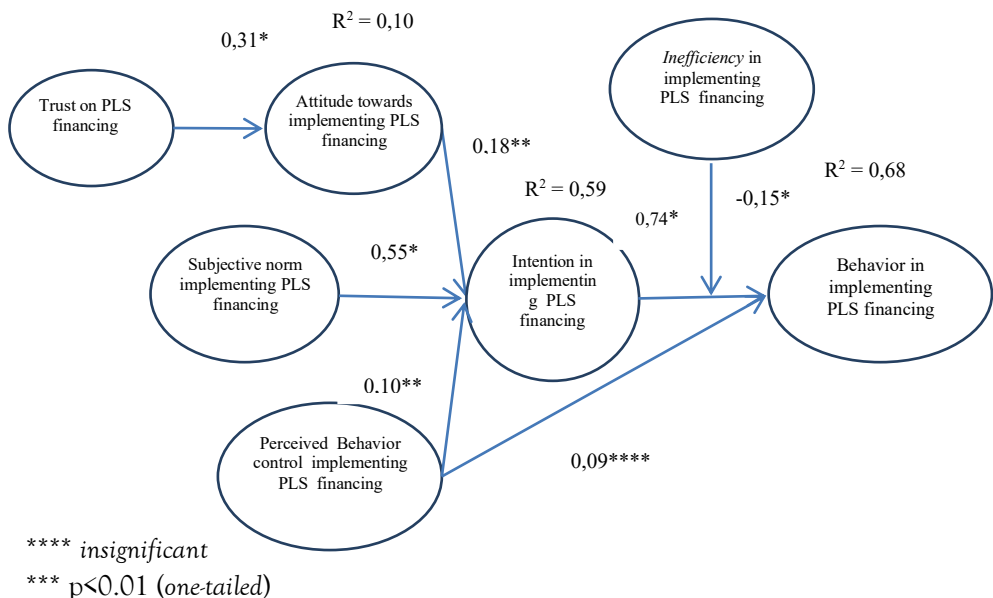 0,31*
R² = 0,10
Trust on PLS
financing
Attitude towards
implementing PLS
financing
Inefficiency in
implementing
PLS financing
0,18**
R² = 0,59
0,74*
-0,15*
R² = 0,68
Subjective norm
implementing PLS
financing
0,55*
Intention in
implementin
g PLS
financing
Behavior in
implementing
PLS financing
0.10**
Perceived Behavior
control implementing
PLS financing
0,09****
**** insignificant
*** p<0.01 (one-tailed)